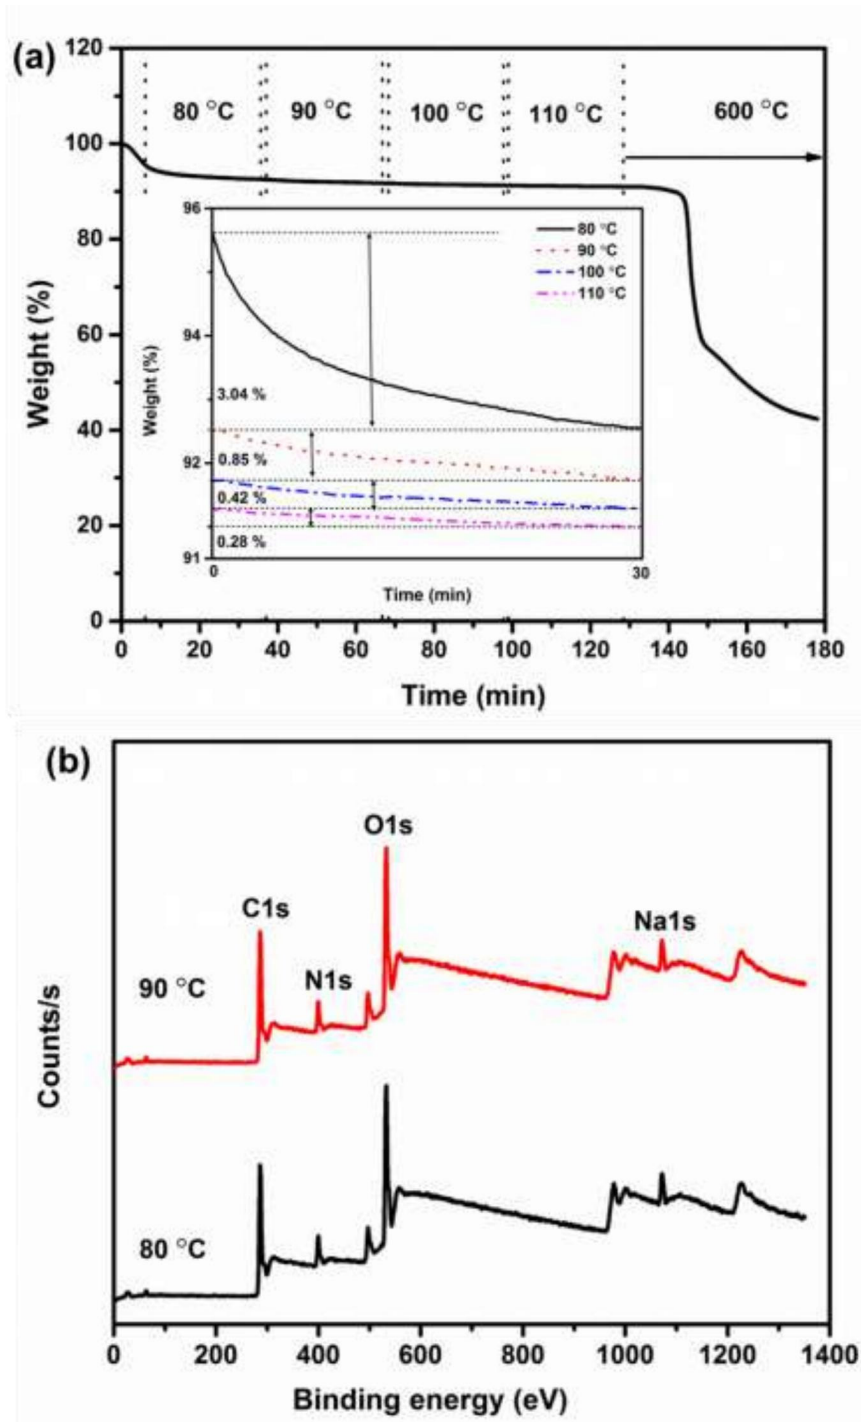 (a)
120
100
80
60
40
20
0
Weight (%)
80 °C
90 °C
100 °C
110 °C
600 °C
96
94
92
91
Weight (%)
80 °C
90 °C
100 °C
110 °C
3.04 %
0.85 %
0.42 %
0.28 %
0
30
Time (min)
0 20 40 60 80 100 120 140 160 180
Time (min)
(b)
Counts/s
O1s
C1s
Na1s
N1s
90 °C
80 °C
0 200 400 600 800 1000 1200 1400
Binding energy (eV)